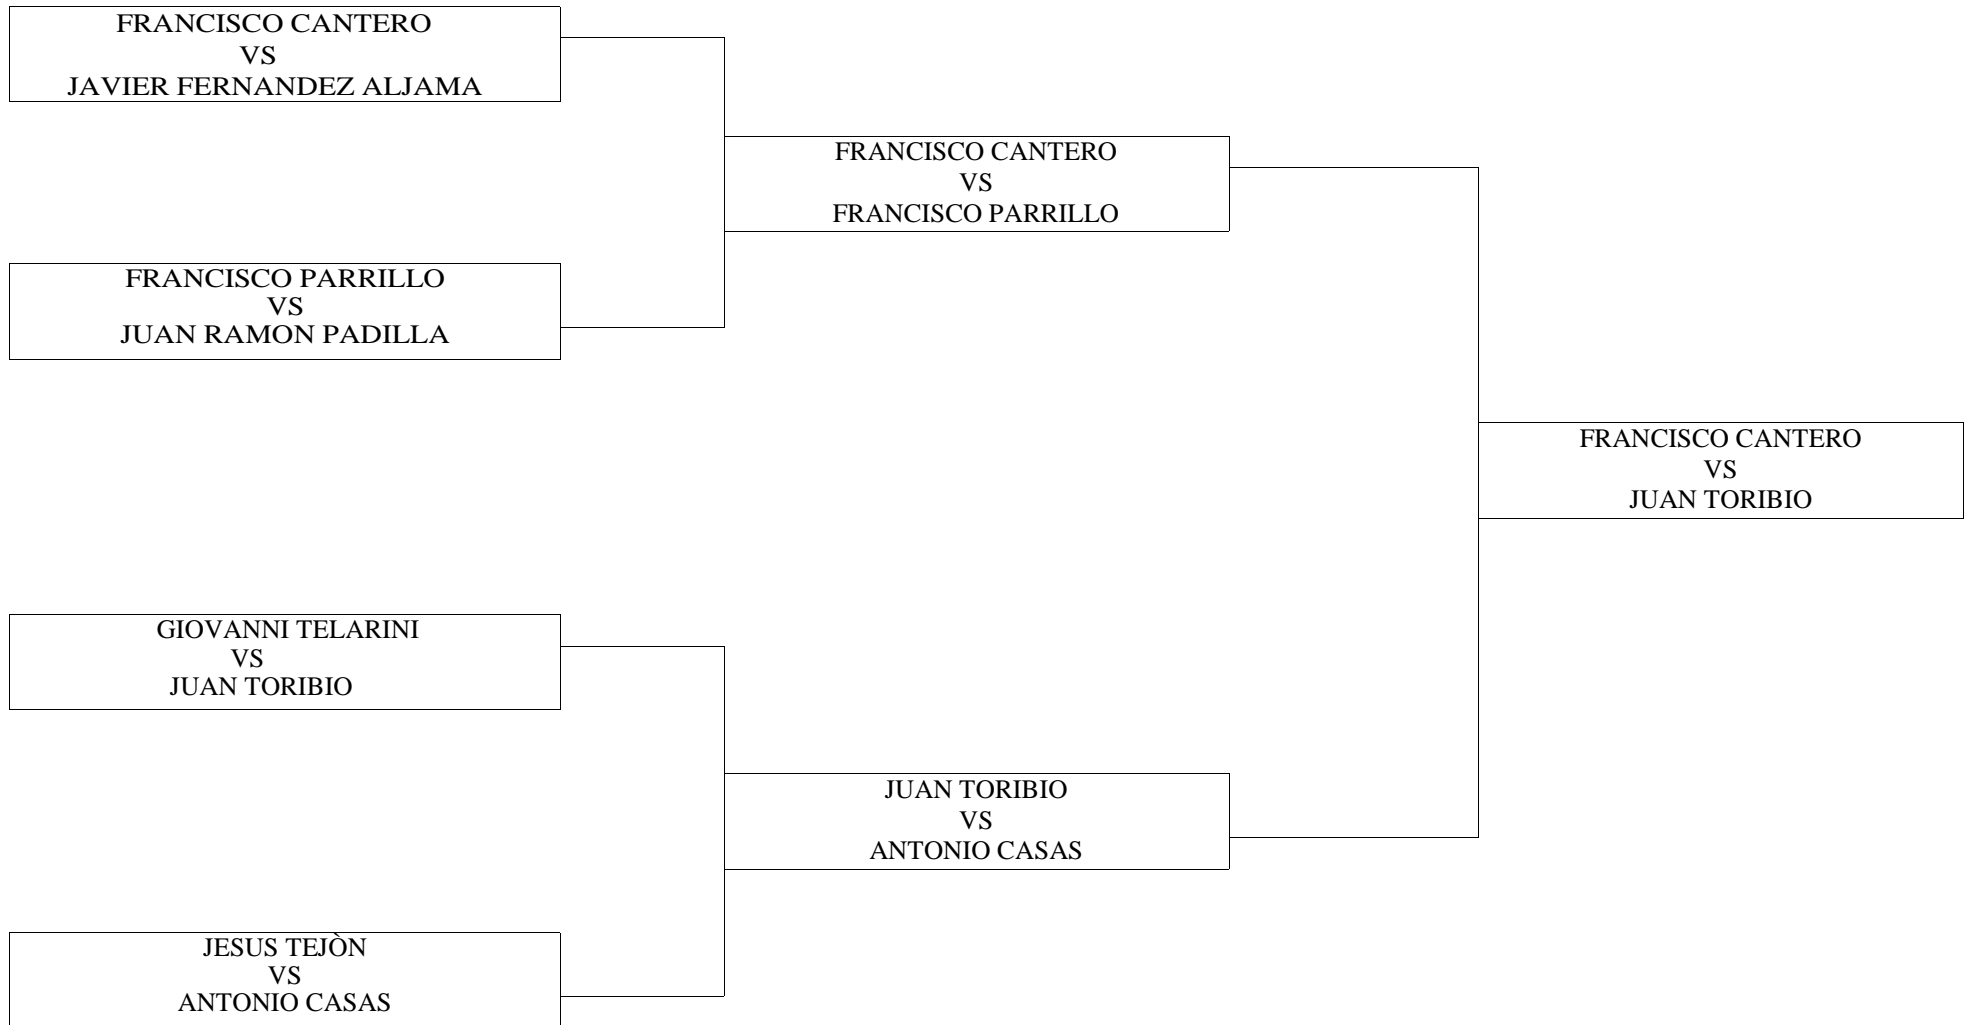 FRANCISCO CANTERO
VS
JAVIER FERNANDEZ ALJAMA
FRANCISCO PARRILLO
VS
JUAN RAMON PADILLA
GIOVANNI TELARINI
VS
JUAN TORIBIO
JESUS TEJÒN
VS
ANTONIO CASAS
FRANCISCO CANTERO
VS
FRANCISCO PARRILLO
JUAN TORIBIO
VS
ANTONIO CASAS
FRANCISCO CANTERO
VS
JUAN TORIBIO